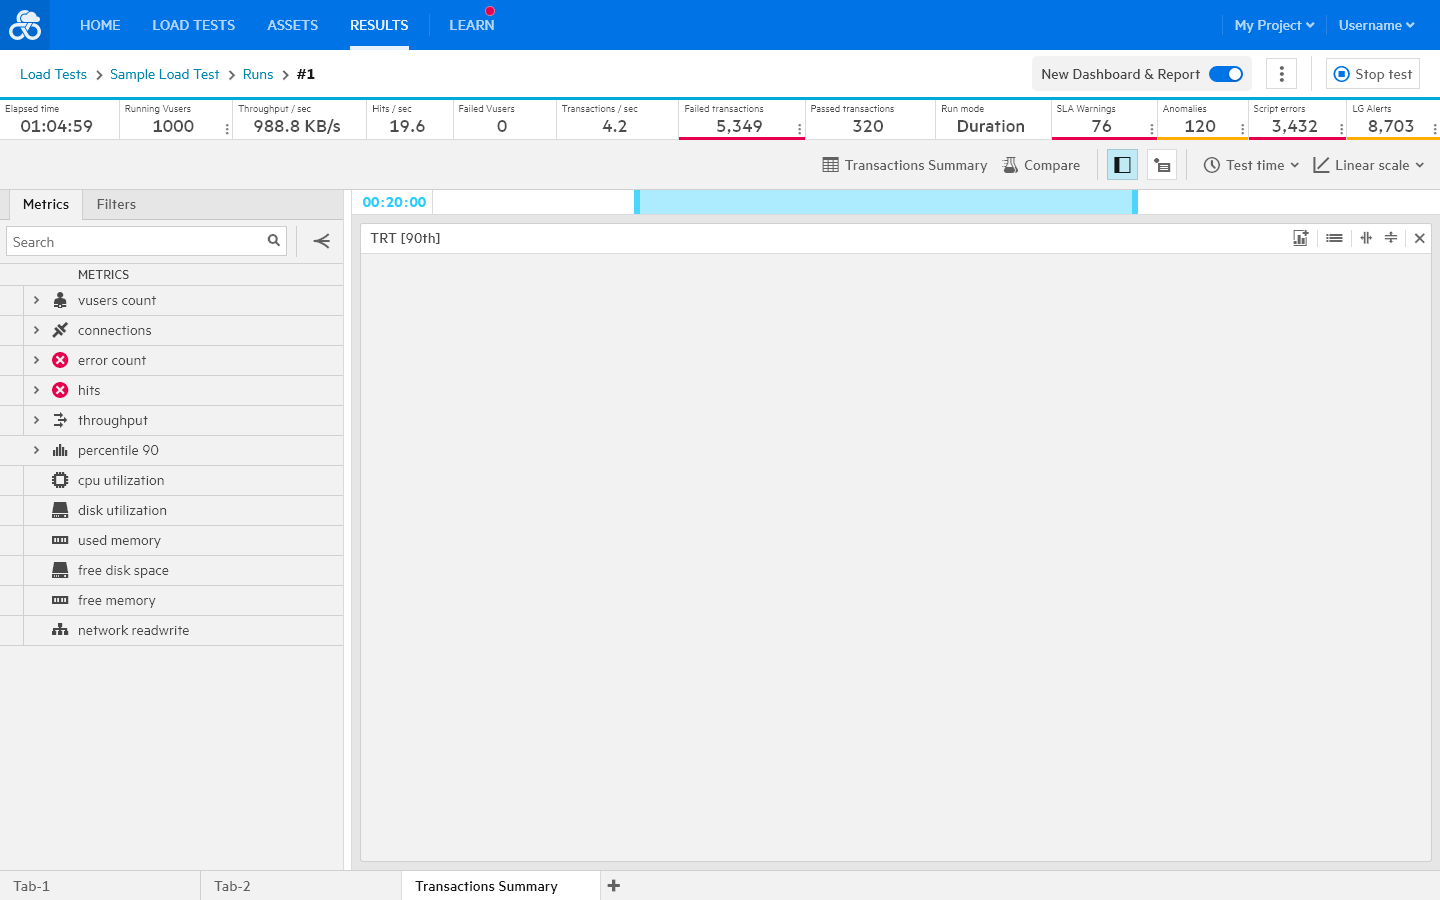 HOME LOAD TESTS ASSETS RESULTS LEARN My Project Username
Load Tests > Sample Load Test > Runs > #1 New Dashboard & Report Stop test
Elapsed time Running Vusers Throughput / sec Hits / sec Failed Vusers Transactions / sec Failed transactions Passed transactions Run mode SLA Warnings Anomalies Script errors LG Alerts
01:04:59 1000 988.8 KB/s 19.6 0 4.2 5,349 320 Duration 76 120 3,432 8,703
Transactions Summary Compare Test time Linear scale
Metrics Filters 00:20:00
Search TRT [90th]
METRICS
vusers count
connections
error count
hits
throughput
percentile 90
cpu utilization
disk utilization
used memory
free disk space
free memory
network readwrite
Tab-1 Tab-2 Transactions Summary